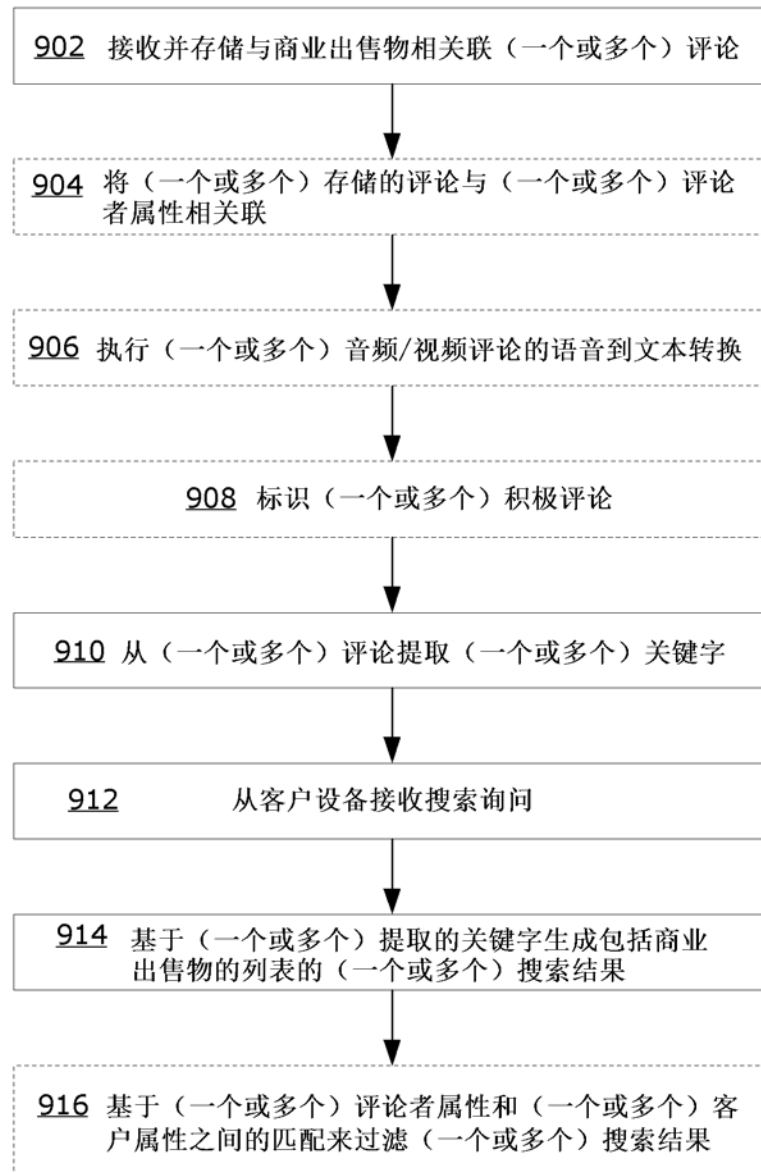 902 接收并存储与商业出售物相关联（一个或多个）评论
904 将（一个或多个）存储的评论与（一个或多个）评论
者属性相关联
906 执行（一个或多个）音频/视频评论的语音到文本转换
908 标识（一个或多个）积极评论
910 从（一个或多个）评论提取（一个或多个）关键字
912 从客户设备接收搜索询问
914 基于（一个或多个）提取的关键字生成包括商业
出售物的列表的（一个或多个）搜索结果
916 基于（一个或多个）评论者属性和（一个或多个）客
户属性之间的匹配来过滤（一个或多个）搜索结果